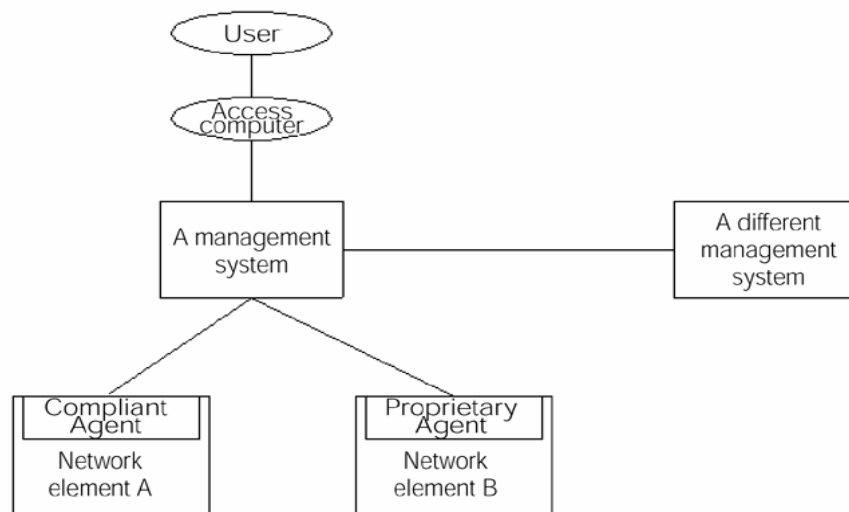 User
Access
computer
A management
system
A different
management
system
Compliant
Agent
Network
element A
Proprietary
Agent
Network
element B